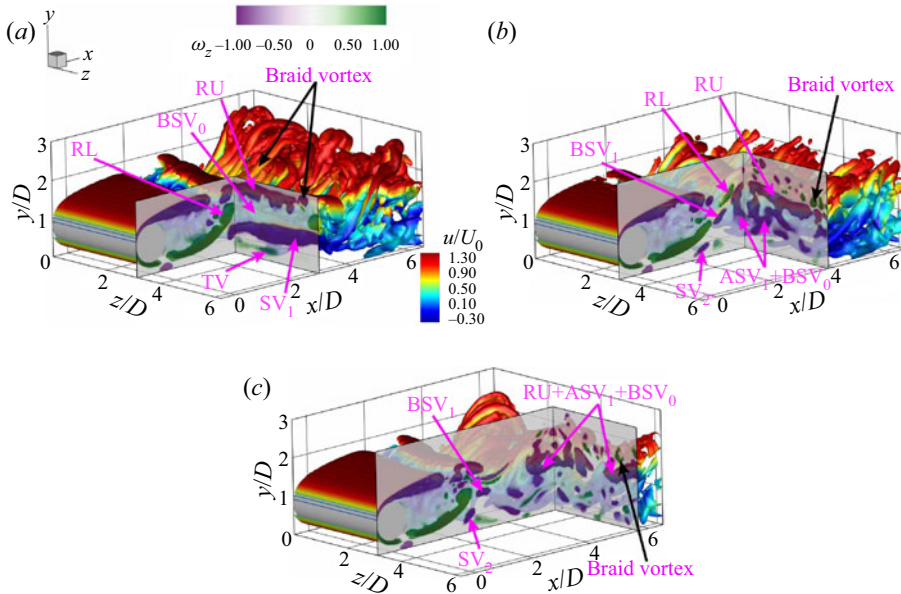 (a)
y
x
z
ω_z −1.00 −0.50 0 0.50 1.00
Braid vortex
RU
BSV_0
RL
TV
SV_1
y/D
3
2
1
0
z/D
2
4
6
x/D
0
2
4
6
u/U_0
1.30
0.90
0.50
0.10
−0.30
(b)
RU
Braid vortex
RL
BSV_1
SV_2
ASV_1+BSV_0
y/D
3
2
1
0
z/D
2
4
6
x/D
0
2
4
6
(c)
RU+ASV_1+BSV_0
BSV_1
SV_2
Braid vortex
y/D
3
2
1
0
z/D
2
4
6
x/D
0
2
4
6